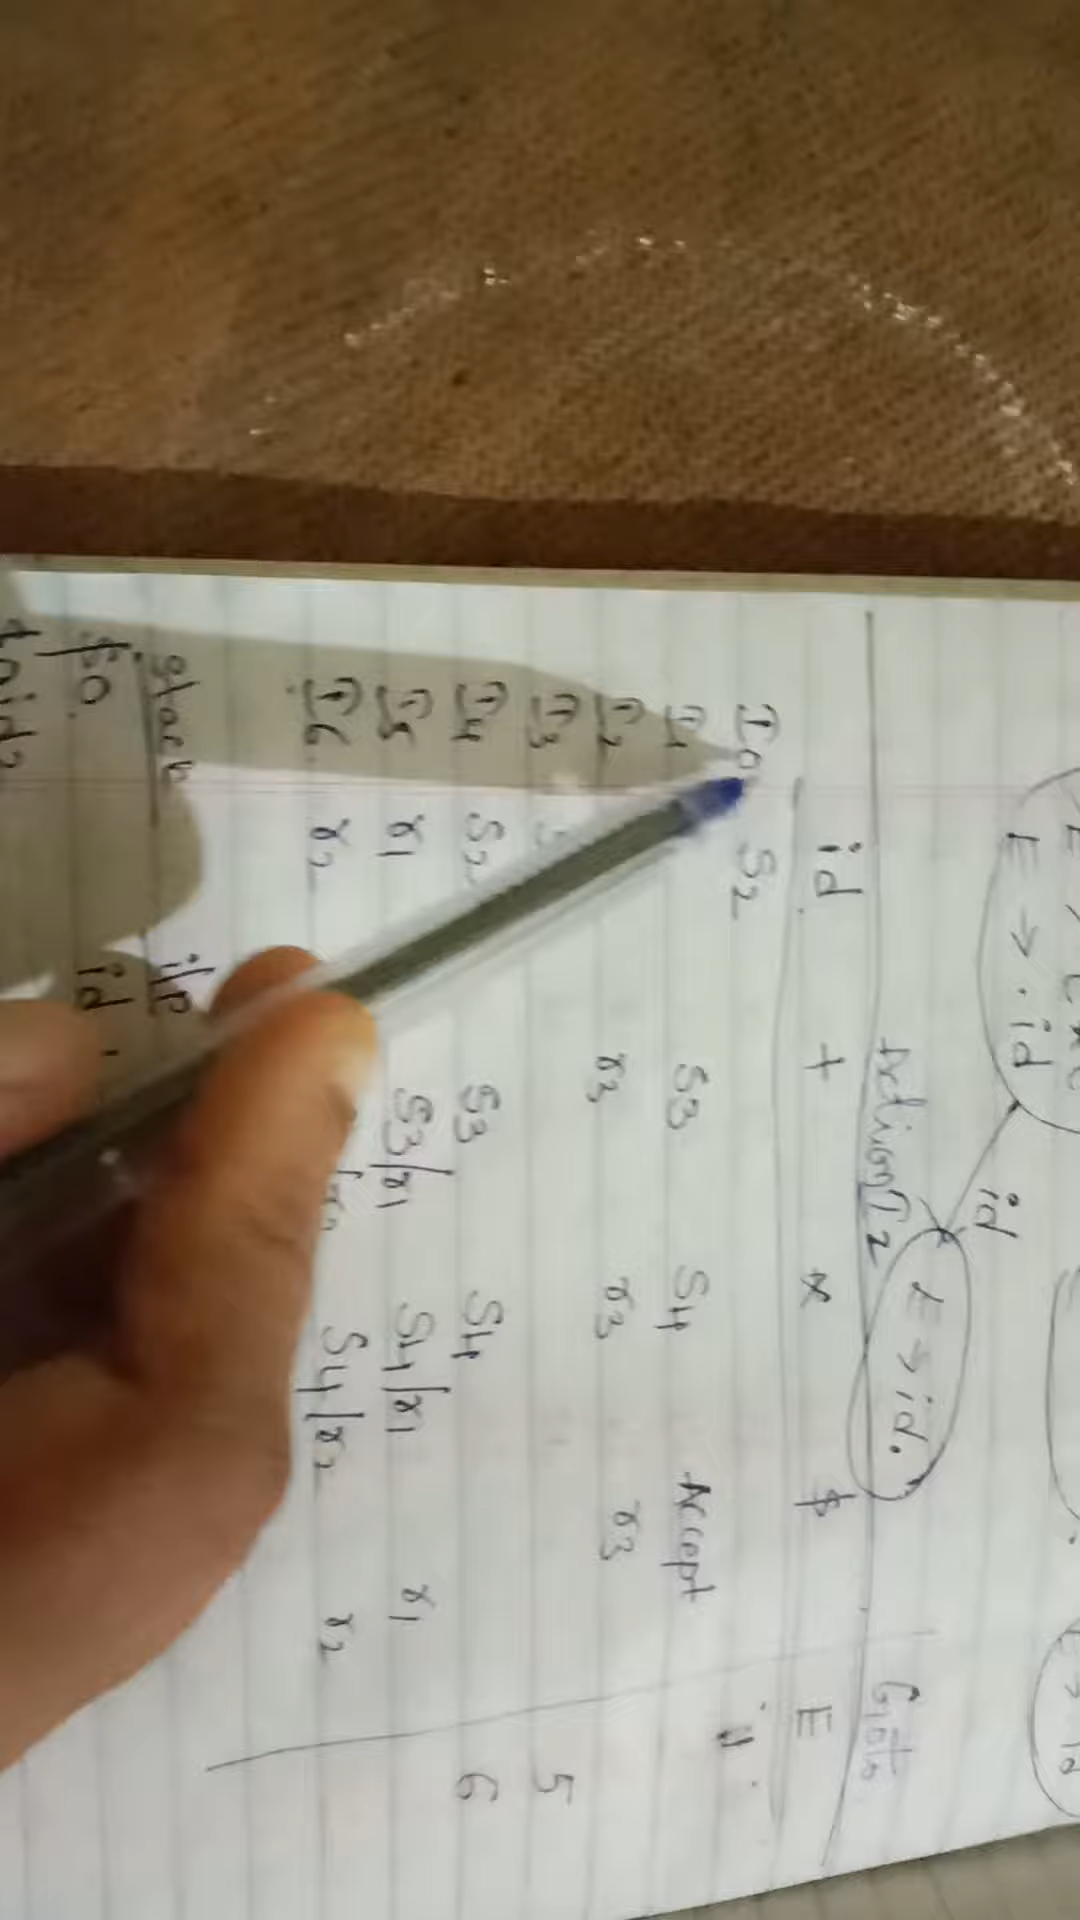 E → . id
id
E → id .
Action Goto
id + * $ E
I0 S2
I1 S3 S4 Accept
I2 r3 r3 r3
I3 5
I4 S2 S3 S4 6
I5 r1 S3/r1 S4/r1 r1
I6 r2 S4/r2 r2
Stack i/p
$0 id